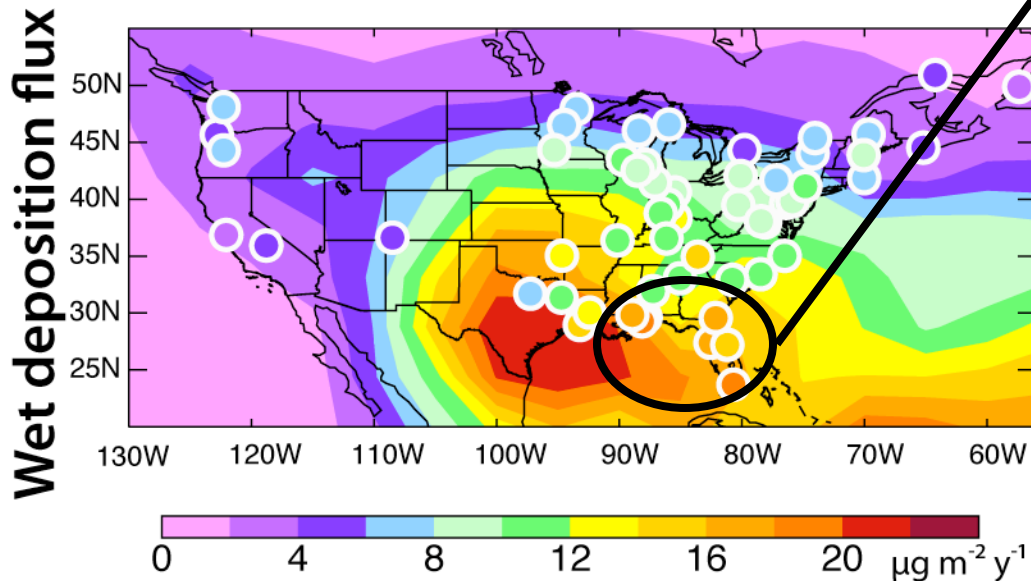 Wet deposition flux
50N
45N
40N
35N
30N
25N
130W 120W 110W 100W 90W 80W 70W 60W
0 4 8 12 16 20 μg m⁻² y⁻¹